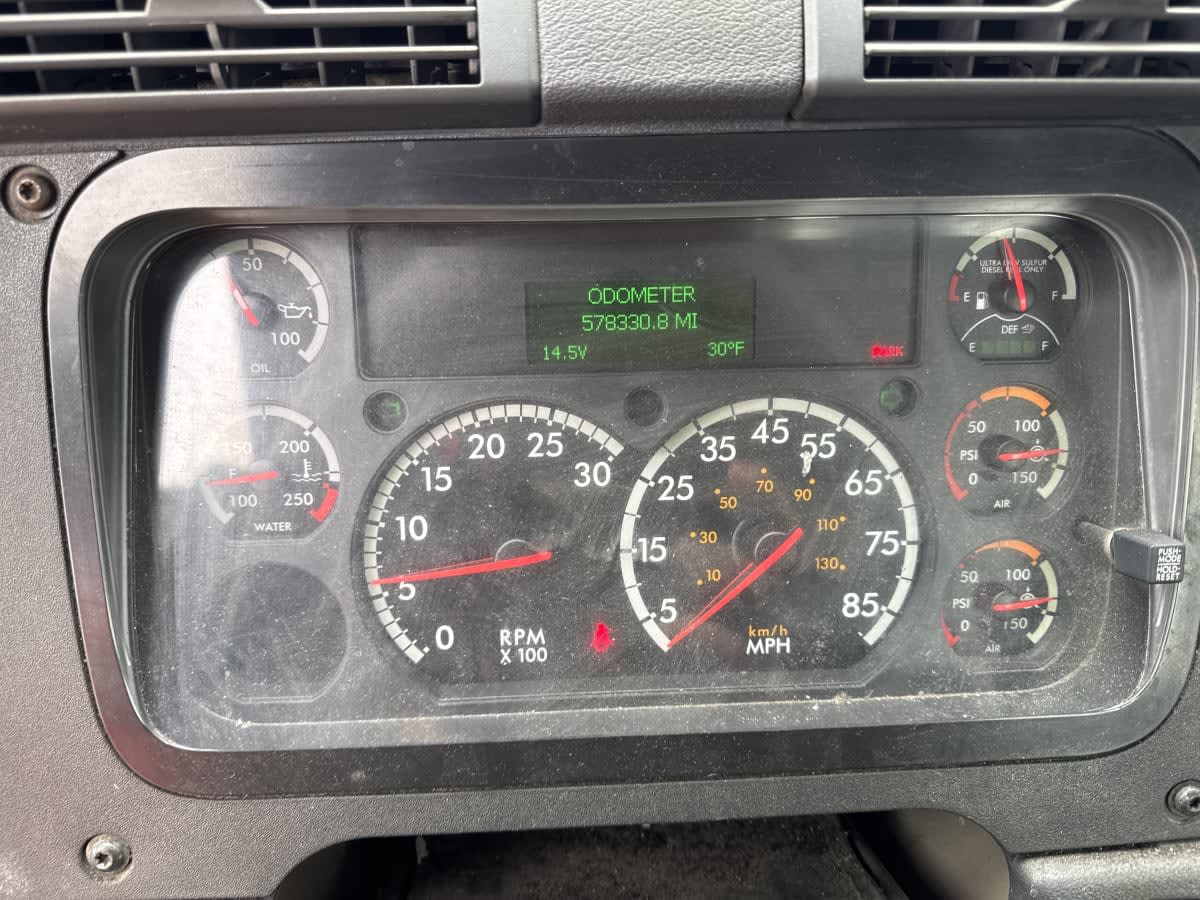 50
100
OIL
150
200
F
100
250
WATER
0
5
10
15
20
25
30
RPM
X 100
ODOMETER
578330.8 MI
14.5V
30°F
PARK
5
15
25
35
45
55
65
75
85
10
30
50
70
90
110
130
km/h
MPH
ULTRA LOW SULFUR
DIESEL FUEL ONLY
E
F
DEF
E
F
50
100
PSI
0
150
AIR
50
100
PSI
0
150
AIR
PUSH-
MODE
HOLD-
RESET